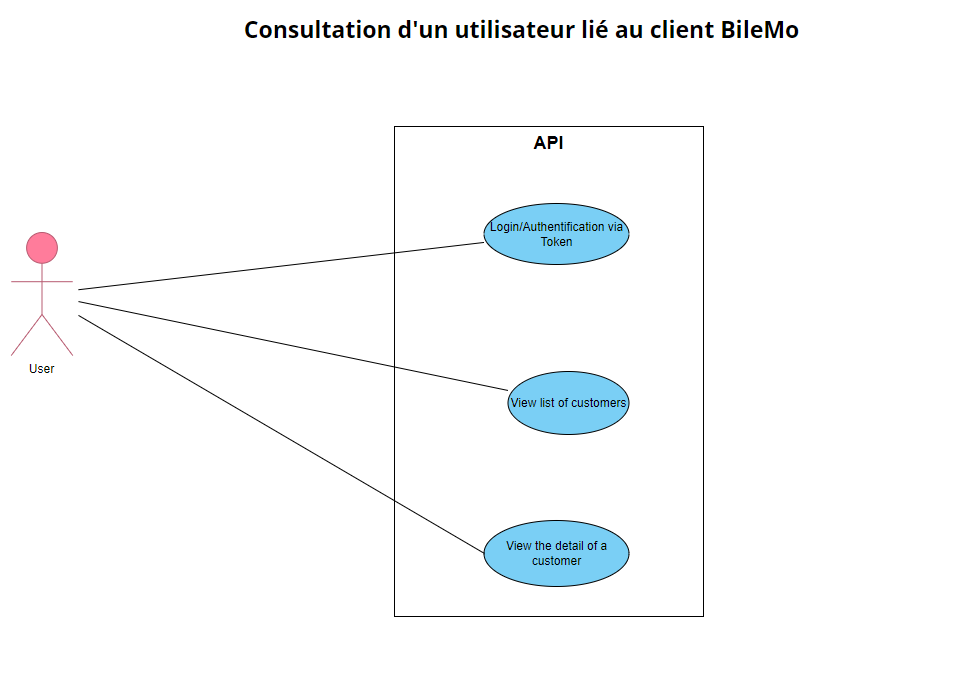 Consultation d'un utilisateur lié au client BileMo
API
Login/Authentification via
Token
User
View list of customers
View the detail of a
customer